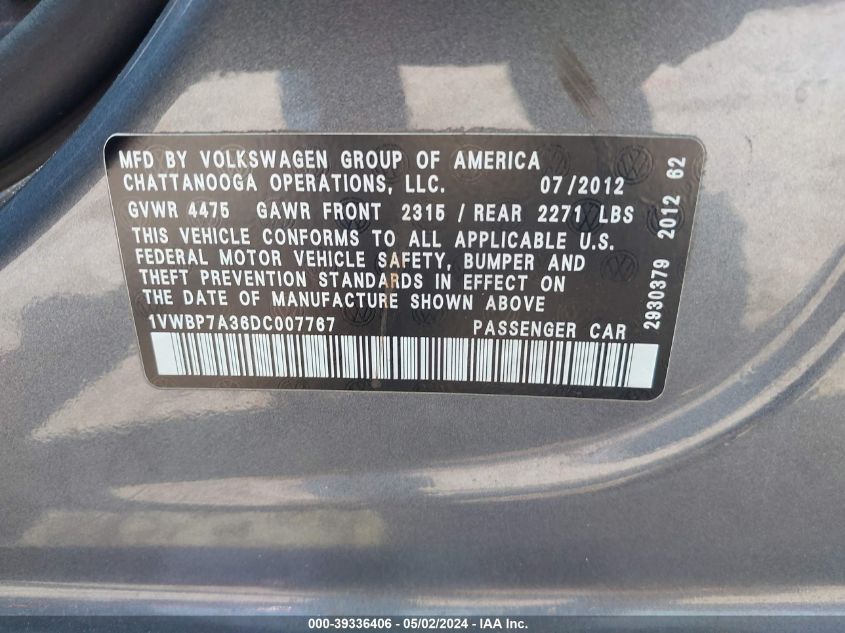 MFD BY VOLKSWAGEN GROUP OF AMERICA
CHATTANOOGA OPERATIONS, LLC. 07/2012
GVWR 4475 GAWR FRONT 2315 / REAR 2271 LBS
THIS VEHICLE CONFORMS TO ALL APPLICABLE U.S.
FEDERAL MOTOR VEHICLE SAFETY, BUMPER AND
THEFT PREVENTION STANDARDS IN EFFECT ON
THE DATE OF MANUFACTURE SHOWN ABOVE
1VWBP7A36DC007767 PASSENGER CAR
2930379 2012 62
000-39336406 - 05/02/2024 - IAA Inc.